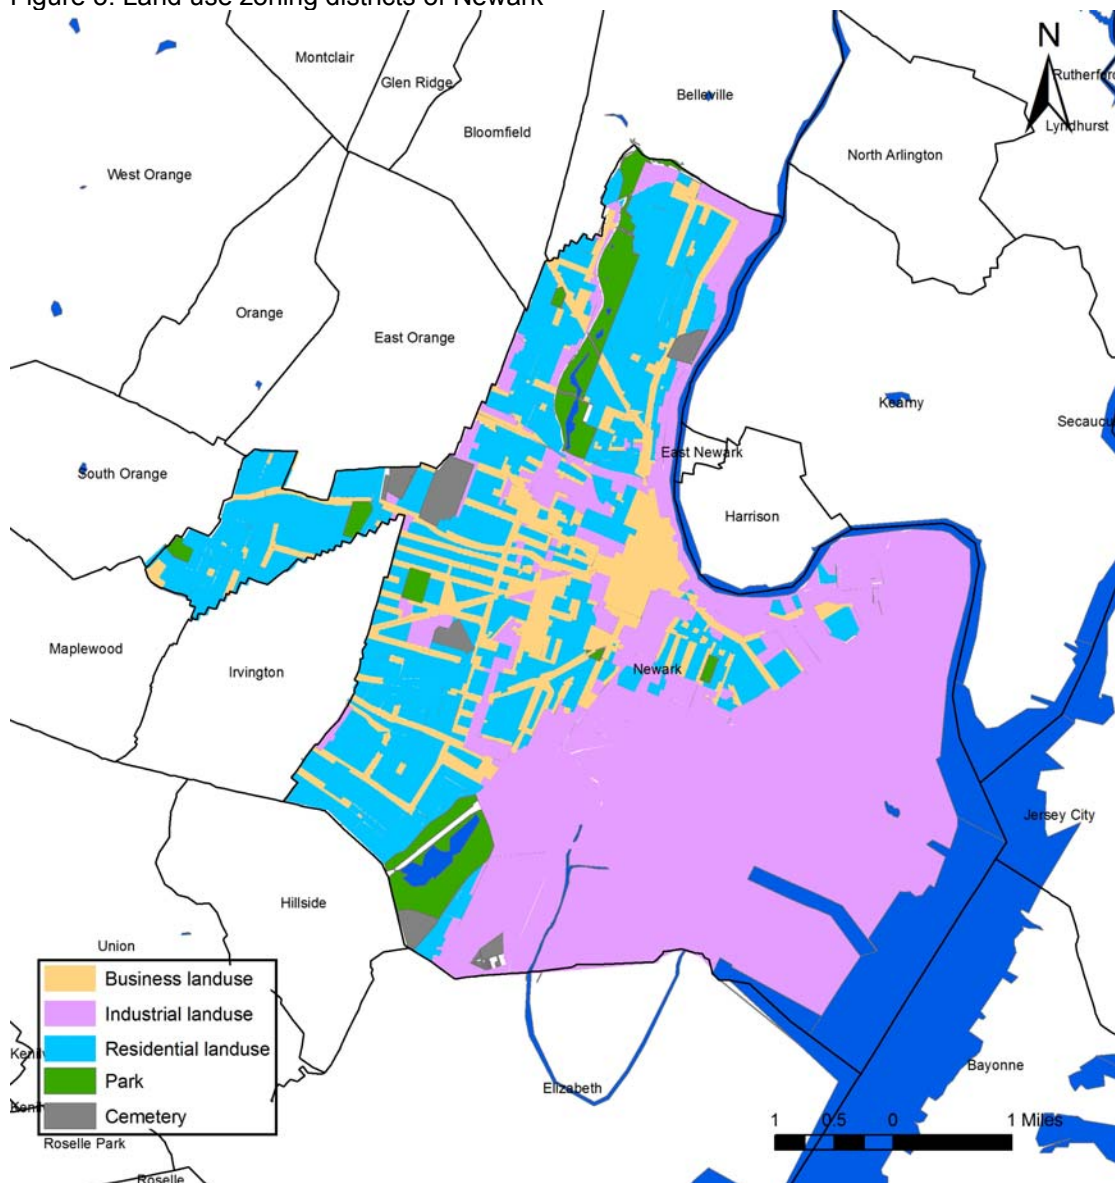 Figure 3: Land use zoning districts of Newark
N
Montclair
Glen Ridge
Belleville
Rutherford
Lyndhurst
Bloomfield
North Arlington
West Orange
Orange
East Orange
Kearny
Secaucu
East Newark
South Orange
Harrison
Maplewood
Irvington
Newark
Jersey City
Hillside
Union
Business landuse
Industrial landuse
Residential landuse
Park
Cemetery
Bayonne
Elizabeth
Roselle Park
Roselle
1 0.5 0 1 Miles